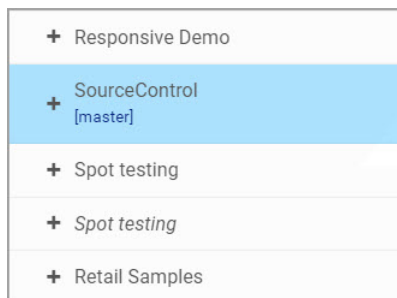 + Responsive Demo
+ SourceControl
[master]
+ Spot testing
+ Spot testing
+ Retail Samples